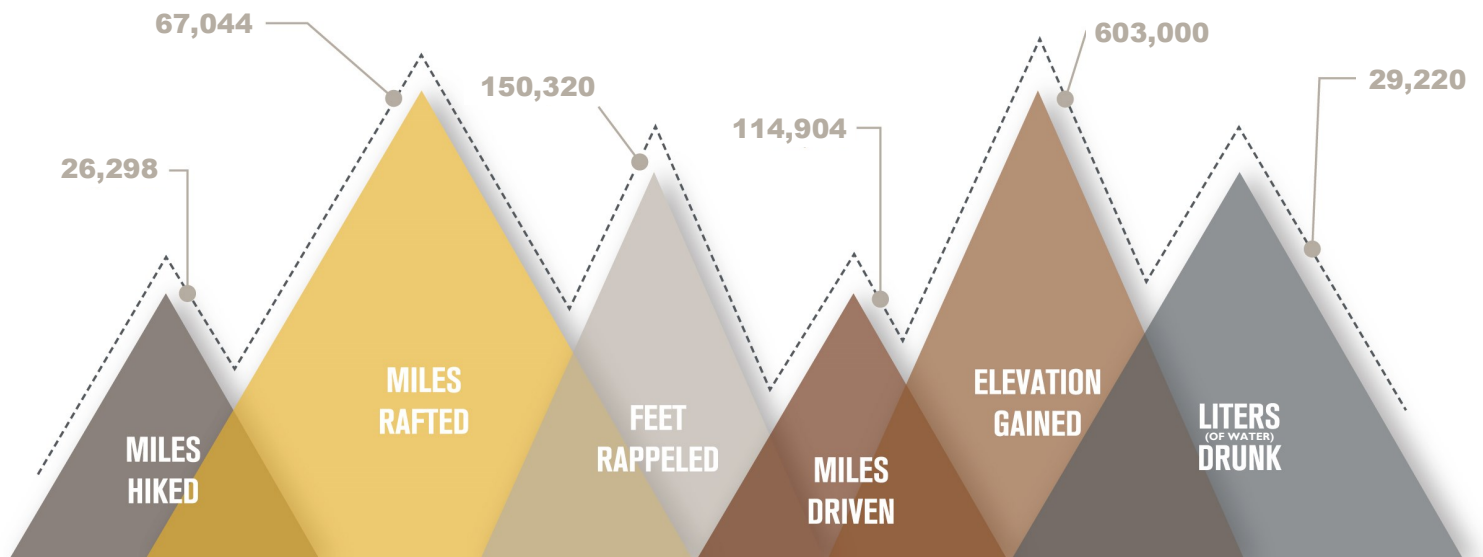 67,044
603,000
150,320
29,220
114,904
26,298
MILES
RAFTED
ELEVATION
GAINED
FEET
RAPPELED
LITERS
(OF WATER)
DRUNK
MILES
HIKED
MILES
DRIVEN